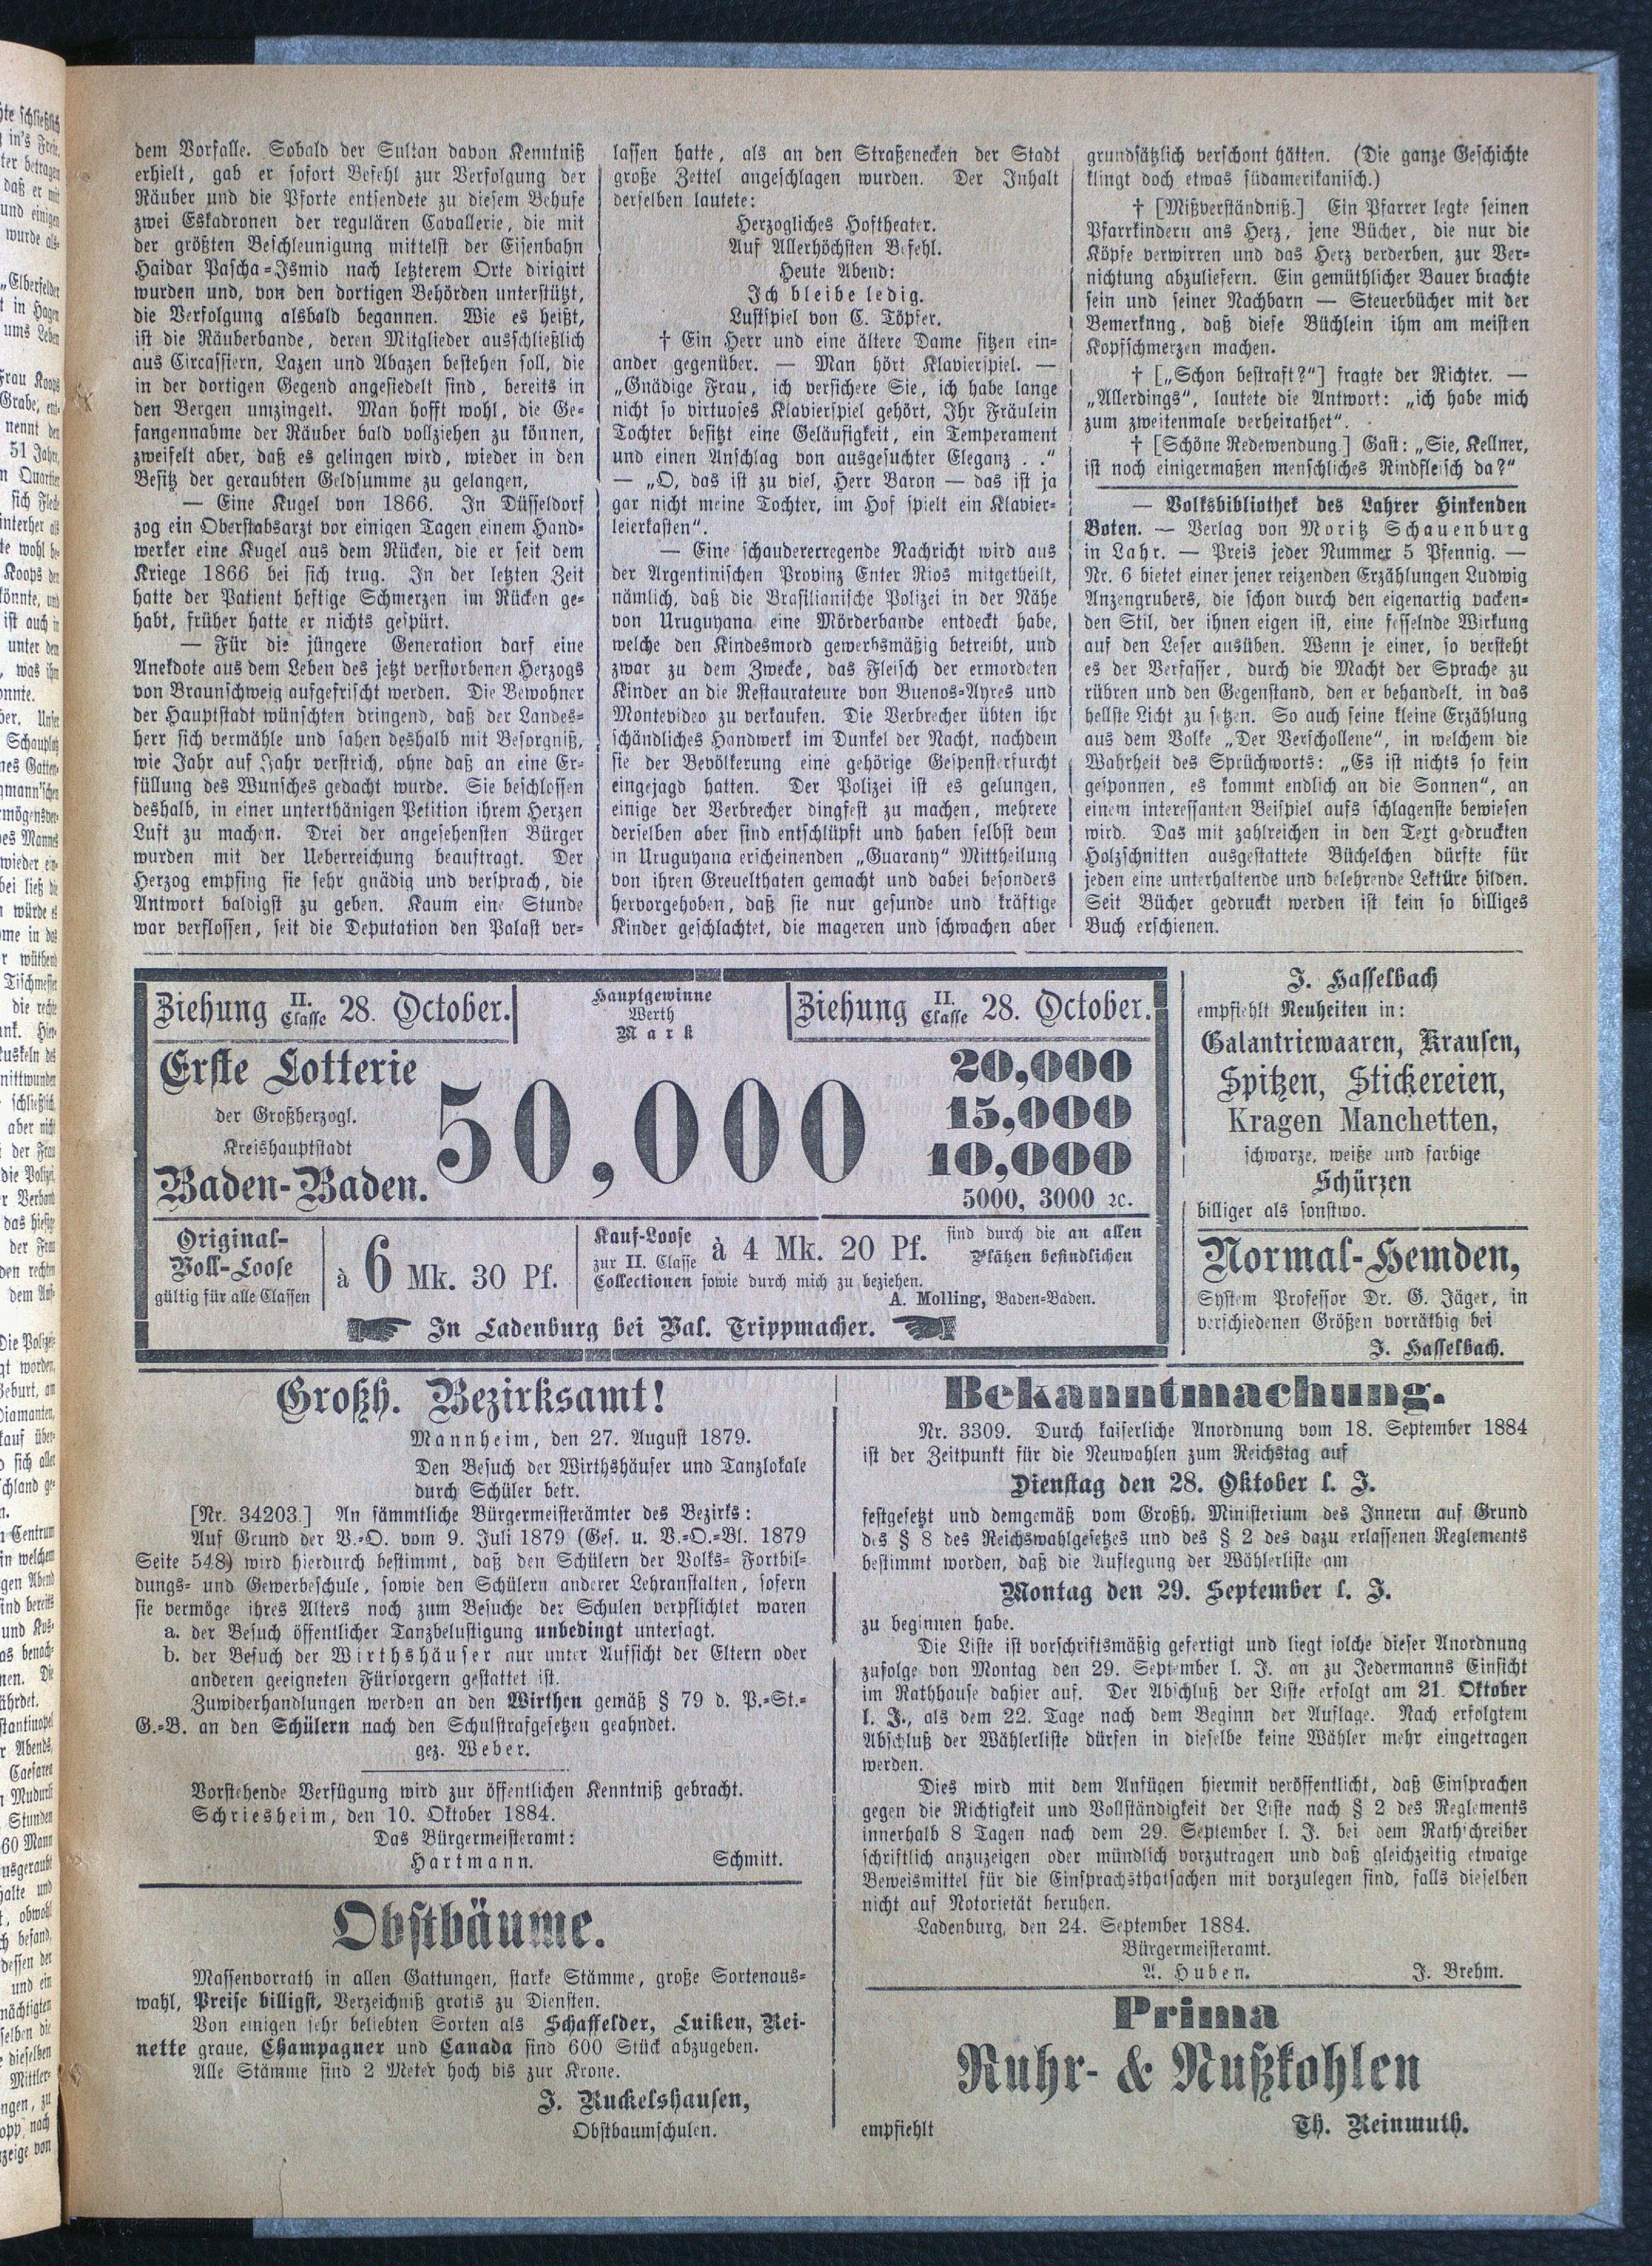 dem Vorfalle. Sobald der Sultan davon Kenntniß
erhielt, gab er sofort Befehl zur Verfolgung der
Räuber und die Pforte entsendete zu diesem Behufe
zwei Eskadronen der regulären Cavallerie, die mit
der größten Beschleunigung mittelst der Eisenbahn
Haidar Pascha-Ismid nach letzterem Orte dirigirt
wurden und, von den dortigen Behörden unterstützt,
die Verfolgung alsbald begannen. Wie es heißt,
ist die Räuberbande, deren Mitglieder ausschließlich
aus Circassiern, Lazen und Abazen bestehen soll, die
in der dortigen Gegend angesiedelt sind, bereits in
den Bergen umzingelt. Man hofft wohl, die Ge-
fangennahme der Räuber bald vollziehen zu können,
zweifelt aber, daß es gelingen wird, wieder in den
Besitz der geraubten Geldsumme zu gelangen,
— Eine Kugel von 1866. In Düsseldorf
zog ein Oberstabsarzt vor einigen Tagen einem Hand-
werker eine Kugel aus dem Rücken, die er seit dem
Kriege 1866 bei sich trug. In der letzten Zeit
hatte der Patient heftige Schmerzen im Rücken ge-
habt, früher hatte er nichts gespürt.
— Für die jüngere Generation darf eine
Anekdote aus dem Leben des jetzt verstorbenen Herzogs
von Braunschweig aufgefrischt werden. Die Bewohner
der Hauptstadt wünschten dringend, daß der Landes-
herr sich vermähle und sahen deshalb mit Besorgniß,
wie Jahr auf Jahr verstrich, ohne daß an eine Er-
füllung des Wunsches gedacht wurde. Sie beschlossen
deshalb, in einer unterthänigen Petition ihrem Herzen
Luft zu machen. Drei der angesehensten Bürger
wurden mit der Ueberreichung beauftragt. Der
Herzog empfing sie sehr gnädig und versprach, die
Antwort baldigst zu geben. Kaum eine Stunde
war verflossen, seit die Deputation den Palast ver-
lassen hatte, als an den Straßenecken der Stadt
große Zettel angeschlagen wurden. Der Inhalt
derselben lautete:
Herzogliches Hoftheater.
Auf Allerhöchsten Befehl.
Heute Abend:
Ich bleibe ledig.
Lustspiel von C. Töpfer.
† Ein Herr und eine ältere Dame sitzen ein-
ander gegenüber. — Man hört Klavierspiel. —
„Gnädige Frau, ich versichere Sie, ich habe lange
nicht so virtuoses Klavierspiel gehört, Ihr Fräulein
Tochter besitzt eine Geläufigkeit, ein Temperament
und einen Anschlag von ausgesuchter Eleganz . .“
— „O, das ist zu viel, Herr Baron — das ist ja
gar nicht meine Tochter, im Hof spielt ein Klavier-
leierkasten“.
— Eine schaudererregende Nachricht wird aus
der Argentinischen Provinz Enter Rios mitgetheilt,
nämlich, daß die Brasilianische Polizei in der Nähe
von Uruguyana eine Mörderbande entdeckt habe,
welche den Kindesmord gewerbsmäßig betreibt, und
zwar zu dem Zwecke, das Fleisch der ermordeten
Kinder an die Restaurateure von Buenos-Ayres und
Montevideo zu verkaufen. Die Verbrecher übten ihr
schändliches Handwerk im Dunkel der Nacht, nachdem
sie der Bevölkerung eine gehörige Gespensterfurcht
eingejagd hatten. Der Polizei ist es gelungen,
einige der Verbrecher dingfest zu machen, mehrere
derselben aber sind entschlüpft und haben selbst dem
in Uruguyana erscheinenden „Guarany“ Mittheilung
von ihren Greuelthaten gemacht und dabei besonders
hervorgehoben, daß sie nur gesunde und kräftige
Kinder geschlachtet, die mageren und schwachen aber
grundsätzlich verschont hätten. (Die ganze Geschichte
klingt doch etwas südamerikanisch.)
† [Mißverständniß.] Ein Pfarrer legte seinen
Pfarrkindern ans Herz, jene Bücher, die nur die
Köpfe verwirren und das Herz verderben, zur Ver-
nichtung abzuliefern. Ein gemüthlicher Bauer brachte
sein und seiner Nachbarn — Steuerbücher mit der
Bemerknng, daß diese Büchlein ihm am meisten
Kopfschmerzen machen.
† [„Schon bestraft?“] fragte der Richter. —
„Allerdings“, lautete die Antwort: „ich habe mich
zum zweitenmale verheirathet“.
† [Schöne Redewendung.] Gast: „Sie, Kellner,
ist noch einigermaßen menschliches Rindfleisch da?“
— Volksbibliothek des Lahrer Hinkenden
Boten. — Verlag von Moritz Schauenburg
in Lahr. — Preis jeder Nummer 5 Pfennig. —
Nr. 6 bietet einer jener reizenden Erzählungen Ludwig
Anzengrubers, die schon durch den eigenartig packen-
den Stil, der ihnen eigen ist, eine fesselnde Wirkung
auf den Leser ausüben. Wenn je einer, so versteht
es der Verfasser, durch die Macht der Sprache zu
rühren und den Gegenstand, den er behandelt, in das
hellste Licht zu setzen. So auch seine kleine Erzählung
aus dem Volke „Der Verschollene“, in welchem die
Wahrheit des Sprüchworts: „Es ist nichts so fein
gesponnen, es kommt endlich an die Sonnen“, an
einem interessanten Beispiel aufs schlagenste bewiesen
wird. Das mit zahlreichen in den Text gedruckten
Holzschnitten ausgestattete Büchelchen dürfte für
jeden eine unterhaltende und belehrende Lektüre bilden.
Seit Bücher gedruckt werden ist kein so billiges
Buch erschienen.
Ziehung II. Classe 28. October.
Hauptgewinne
Werth
Mark
Ziehung II. Classe 28. October.
Erste Lotterie
der Großherzogl.
Kreishauptstadt
Baden-Baden.
50,000
20,000
15,000
10,000
5000, 3000 ꝛc.
Original-
Voll-Loose
gültig für alle Classen
à 6 Mk. 30 Pf.
Kauf-Loose
zur II. Classe
à 4 Mk. 20 Pf.
sind durch die an allen
Plätzen befindlichen
Collectionen sowie durch mich zu beziehen.
A. Molling, Baden-Baden.
In Ladenburg bei Val. Trippmacher.
J. Hasselbach
empfiehlt Neuheiten in:
Galantriewaaren, Krausen,
Spitzen, Stickereien,
Kragen Manchetten,
schwarze, weiße und farbige
Schürzen
billiger als sonstwo.
Normal-Hemden,
System Professor Dr. G. Jäger, in
verschiedenen Größen vorräthig bei
J. Hasselbach.
Großh. Bezirksamt!
Mannheim, den 27. August 1879.
Den Besuch der Wirthshäuser und Tanzlokale
durch Schüler betr.
[Nr. 34203.] An sämmtliche Bürgermeisterämter des Bezirks:
Auf Grund der V.-O. vom 9. Juli 1879 (Ges. u. V.-O.-Bl. 1879
Seite 548) wird hierdurch bestimmt, daß den Schülern der Volks- Fortbil-
dungs- und Gewerbeschule, sowie den Schülern anderer Lehranstalten, sofern
sie vermöge ihres Alters noch zum Besuche der Schulen verpflichtet waren
a. der Besuch öffentlicher Tanzbelustigung unbedingt untersagt.
b. der Besuch der Wirthshäuser nur unter Aufsicht der Eltern oder
anderen geeigneten Fürsorgern gestattet ist.
Zuwiderhandlungen werden an den Wirthen gemäß § 79 d. P.-St.-
G.-B. an den Schülern nach den Schulstrafgesetzen geahndet.
gez. Weber.
Vorstehende Verfügung wird zur öffentlichen Kenntniß gebracht.
Schriesheim, den 10. Oktober 1884.
Das Bürgermeisteramt:
Hartmann. Schmitt.
Obstbäume.
Massenvorrath in allen Gattungen, starke Stämme, große Sortenaus-
wahl, Preise billigst, Verzeichniß gratis zu Diensten.
Von einigen sehr beliebten Sorten als Schaffelder, Luiken, Rei-
nette graue, Champagner und Canada sind 600 Stück abzugeben.
Alle Stämme sind 2 Meter hoch bis zur Krone.
J. Ruckelshausen,
Obstbaumschulen.
Bekanntmachung.
Nr. 3309. Durch kaiserliche Anordnung vom 18. September 1884
ist der Zeitpunkt für die Neuwahlen zum Reichstag auf
Dienstag den 28. Oktober l. J.
festgesetzt und demgemäß vom Großh. Ministerium des Innern auf Grund
des § 8 des Reichswahlgesetzes und des § 2 des dazu erlassenen Reglements
bestimmt worden, daß die Auflegung der Wählerliste am
Montag den 29. September l. J.
zu beginnen habe.
Die Liste ist vorschriftsmäßig gefertigt und liegt solche dieser Anordnung
zufolge von Montag den 29. September l. J. an zu Jedermanns Einsicht
im Rathhause dahier auf. Der Abschluß der Liste erfolgt am 21. Oktober
l. J., als dem 22. Tage nach dem Beginn der Auflage. Nach erfolgtem
Abschluß der Wählerliste dürfen in dieselbe keine Wähler mehr eingetragen
werden.
Dies wird mit dem Anfügen hiermit veröffentlicht, daß Einsprachen
gegen die Richtigkeit und Vollständigkeit der Liste nach § 2 des Reglements
innerhalb 8 Tagen nach dem 29. September l. J. bei dem Rathschreiber
schriftlich anzuzeigen oder mündlich vorzutragen und daß gleichzeitig etwaige
Beweismittel für die Einsprachsthatsachen mit vorzulegen sind, falls dieselben
nicht auf Notorietät beruhen.
Ladenburg, den 24. September 1884.
Bürgermeisteramt.
A. Huben. J. Brehm.
Prima
Ruhr- & Nußkohlen
empfiehlt Th. Reinmuth.